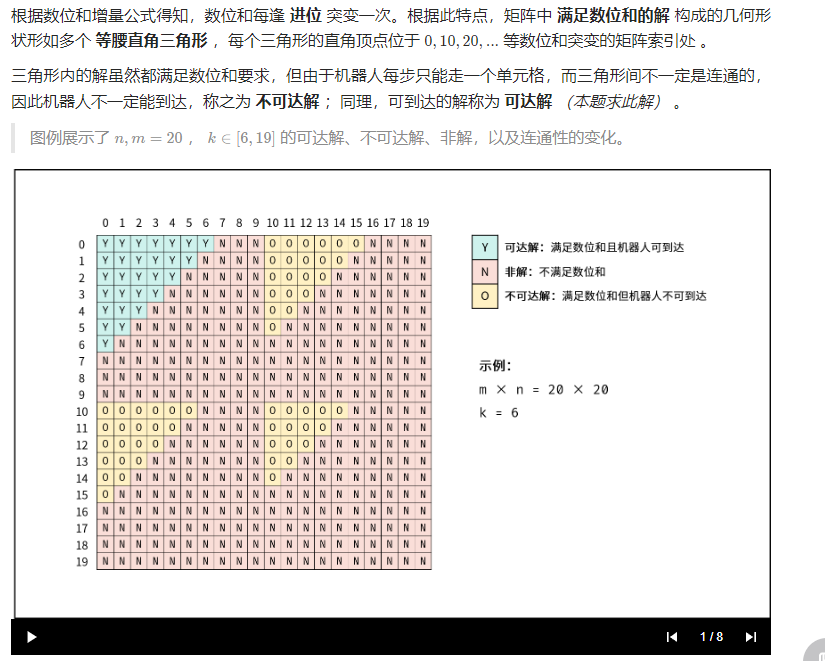 根据数位和增量公式得知，数位和每逢 进位 突变一次。根据此特点，矩阵中 满足数位和的解 构成的几何形
状形如多个 等腰直角三角形 ，每个三角形的直角顶点位于 0, 10, 20, ... 等数位和突变的矩阵索引处 。
三角形内的解虽然都满足数位和要求，但由于机器人每步只能走一个单元格，而三角形间不一定是连通的，
因此机器人不一定能到达，称之为 不可达解 ；同理，可到达的解称为 可达解 （本题求此解） 。
图例展示了 n, m = 20 ， k ∈ [6, 19] 的可达解、不可达解、非解，以及连通性的变化。
0 1 2 3 4 5 6 7 8 9 10 11 12 13 14 15 16 17 18 19
0 Y Y Y Y Y Y Y N N N O O O O O O N N N N
1 Y Y Y Y Y Y N N N N O O O O O N N N N N
2 Y Y Y Y Y N N N N N O O O O N N N N N N
3 Y Y Y Y N N N N N N O O O N N N N N N N
4 Y Y Y N N N N N N N O O N N N N N N N N
5 Y Y N N N N N N N N O N N N N N N N N N
6 Y N N N N N N N N N N N N N N N N N N N
7 N N N N N N N N N N N N N N N N N N N N
8 N N N N N N N N N N N N N N N N N N N N
9 N N N N N N N N N N N N N N N N N N N N
10 O O O O O O N N N N O O O O O N N N N N
11 O O O O O N N N N N O O O O N N N N N N
12 O O O O N N N N N N O O O N N N N N N N
13 O O O N N N N N N N O O N N N N N N N N
14 O O N N N N N N N N O N N N N N N N N N
15 O N N N N N N N N N N N N N N N N N N N
16 N N N N N N N N N N N N N N N N N N N N
17 N N N N N N N N N N N N N N N N N N N N
18 N N N N N N N N N N N N N N N N N N N N
19 N N N N N N N N N N N N N N N N N N N N
Y 可达解：满足数位和且机器人可到达
N 非解：不满足数位和
O 不可达解：满足数位和但机器人不可到达
示例：
m × n = 20 × 20
k = 6
1 / 8